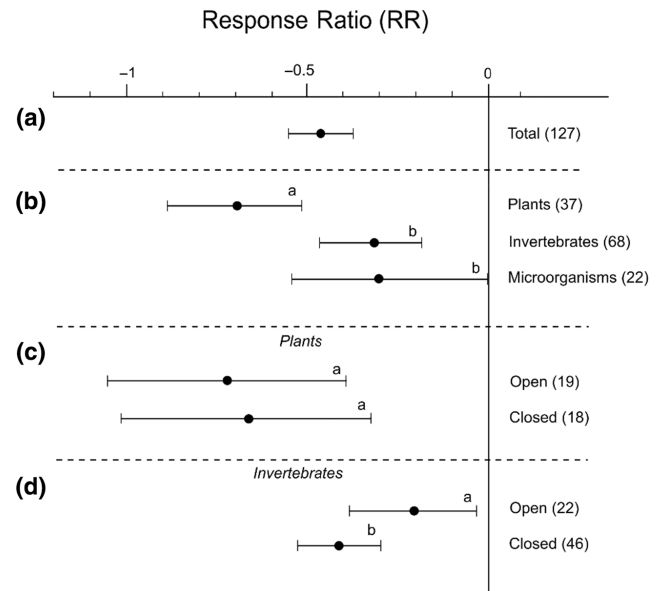 Response Ratio (RR)
−1 −0.5 0
(a)
Total (127)
(b)
a
Plants (37)
b
Invertebrates (68)
b
Microorganisms (22)
(c)
Plants
a
Open (19)
a
Closed (18)
(d)
Invertebrates
a
Open (22)
b
Closed (46)